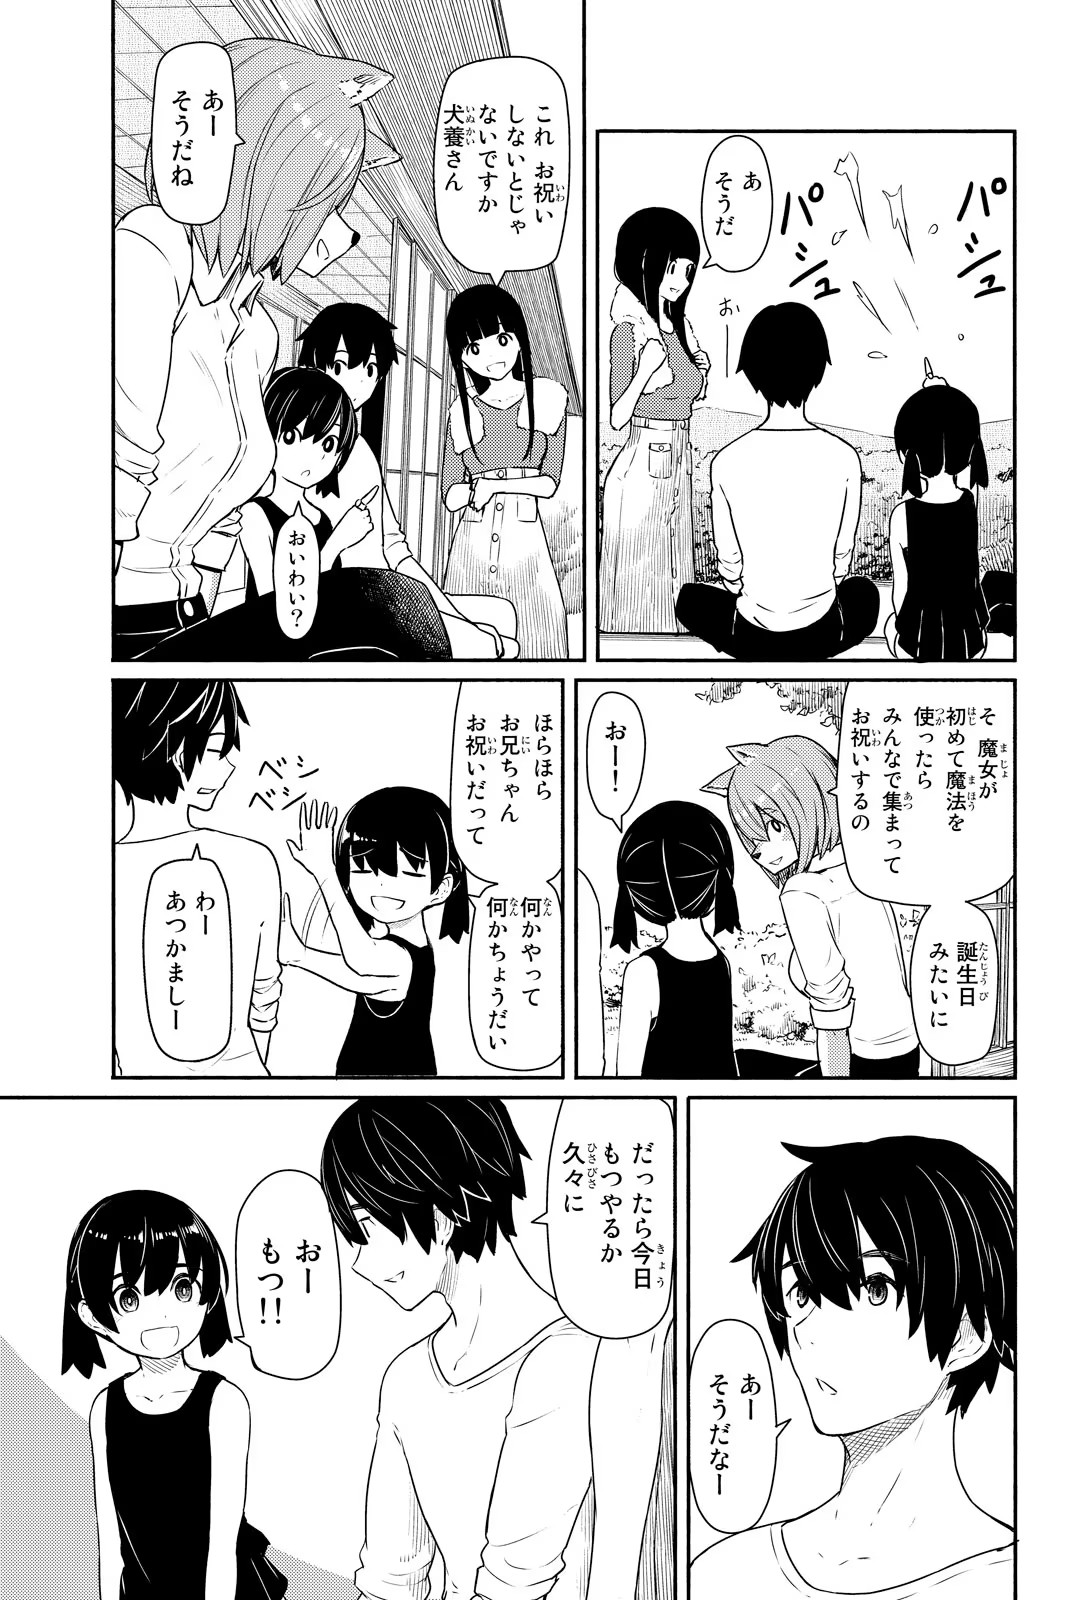 パシュ
パシュ
おー
あ
そうだ
これ お祝い
しないとじゃ
ないですか
犬養さん
あー
そうだね
おいわい?
そ 魔女が
初めて魔法を
使ったら
みんなで集まって
お祝いするの
誕生日
みたいに
おー!
ほらほら
お兄ちゃん
お祝いだって
何かやって
何かちょうだい
ベシ
ベシ
わー
あつかましー
あー
そうだなー
だったら今日
もつやるか
久々に
おー
もつ!!